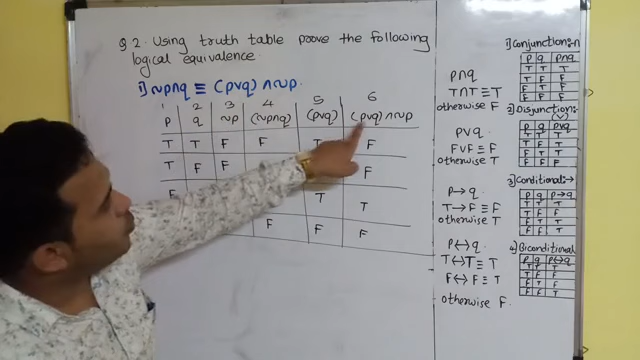 Q.2. Using truth table prove the following
logical equivalence.
1) ~p∧q ≡ (p∨q) ∧ ~p.
1 2 3 4 5 6
p q ~p (~p∧q) (p∨q) (p∨q)∧~p
T T F F T F
T F F F
F T T
F F F
p∧q
T∧T≡T
otherwise F
p∨q
F∨F≡F
otherwise T
p→q
T→F≡F
otherwise T
p↔q
T↔T≡T
F↔F≡T
otherwise F.
1) Conjunction:-∧
p q p∧q
T T T
T F F
F T F
F F F
2) Disjunction:-
(∨)
p q p∨q
T T T
T F T
F T T
F F F
3) Conditional:→
p q p→q
T T T
T F F
F T T
F F T
4) Biconditional
p q p↔q
T T T
T F F
F T F
F F T